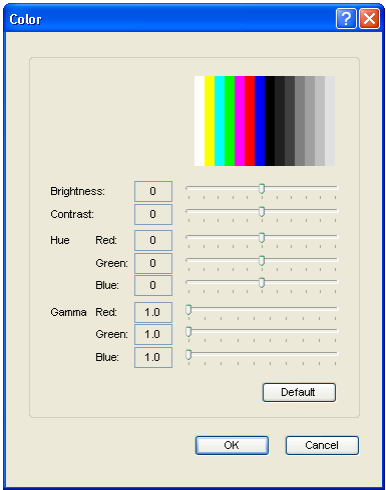 Color
Brightness: 0
Contrast: 0
Hue Red: 0
Green: 0
Blue: 0
Gamma Red: 1.0
Green: 1.0
Blue: 1.0
Default
OK Cancel